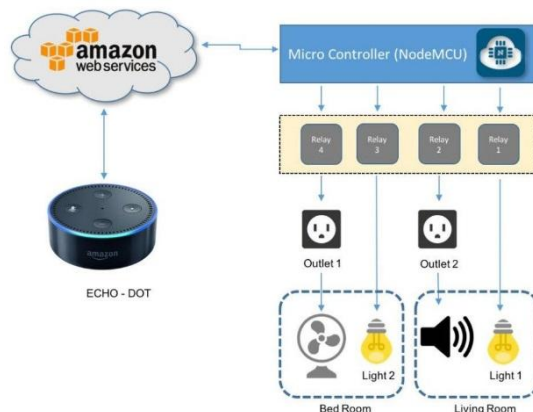 amazon
web services
Micro Controller (NodeMCU)
Relay
4
Relay
3
Relay
2
Relay
1
amazon
ECHO - DOT
Outlet 1
Outlet 2
Light 2
Light 1
Bed Room
Living Room